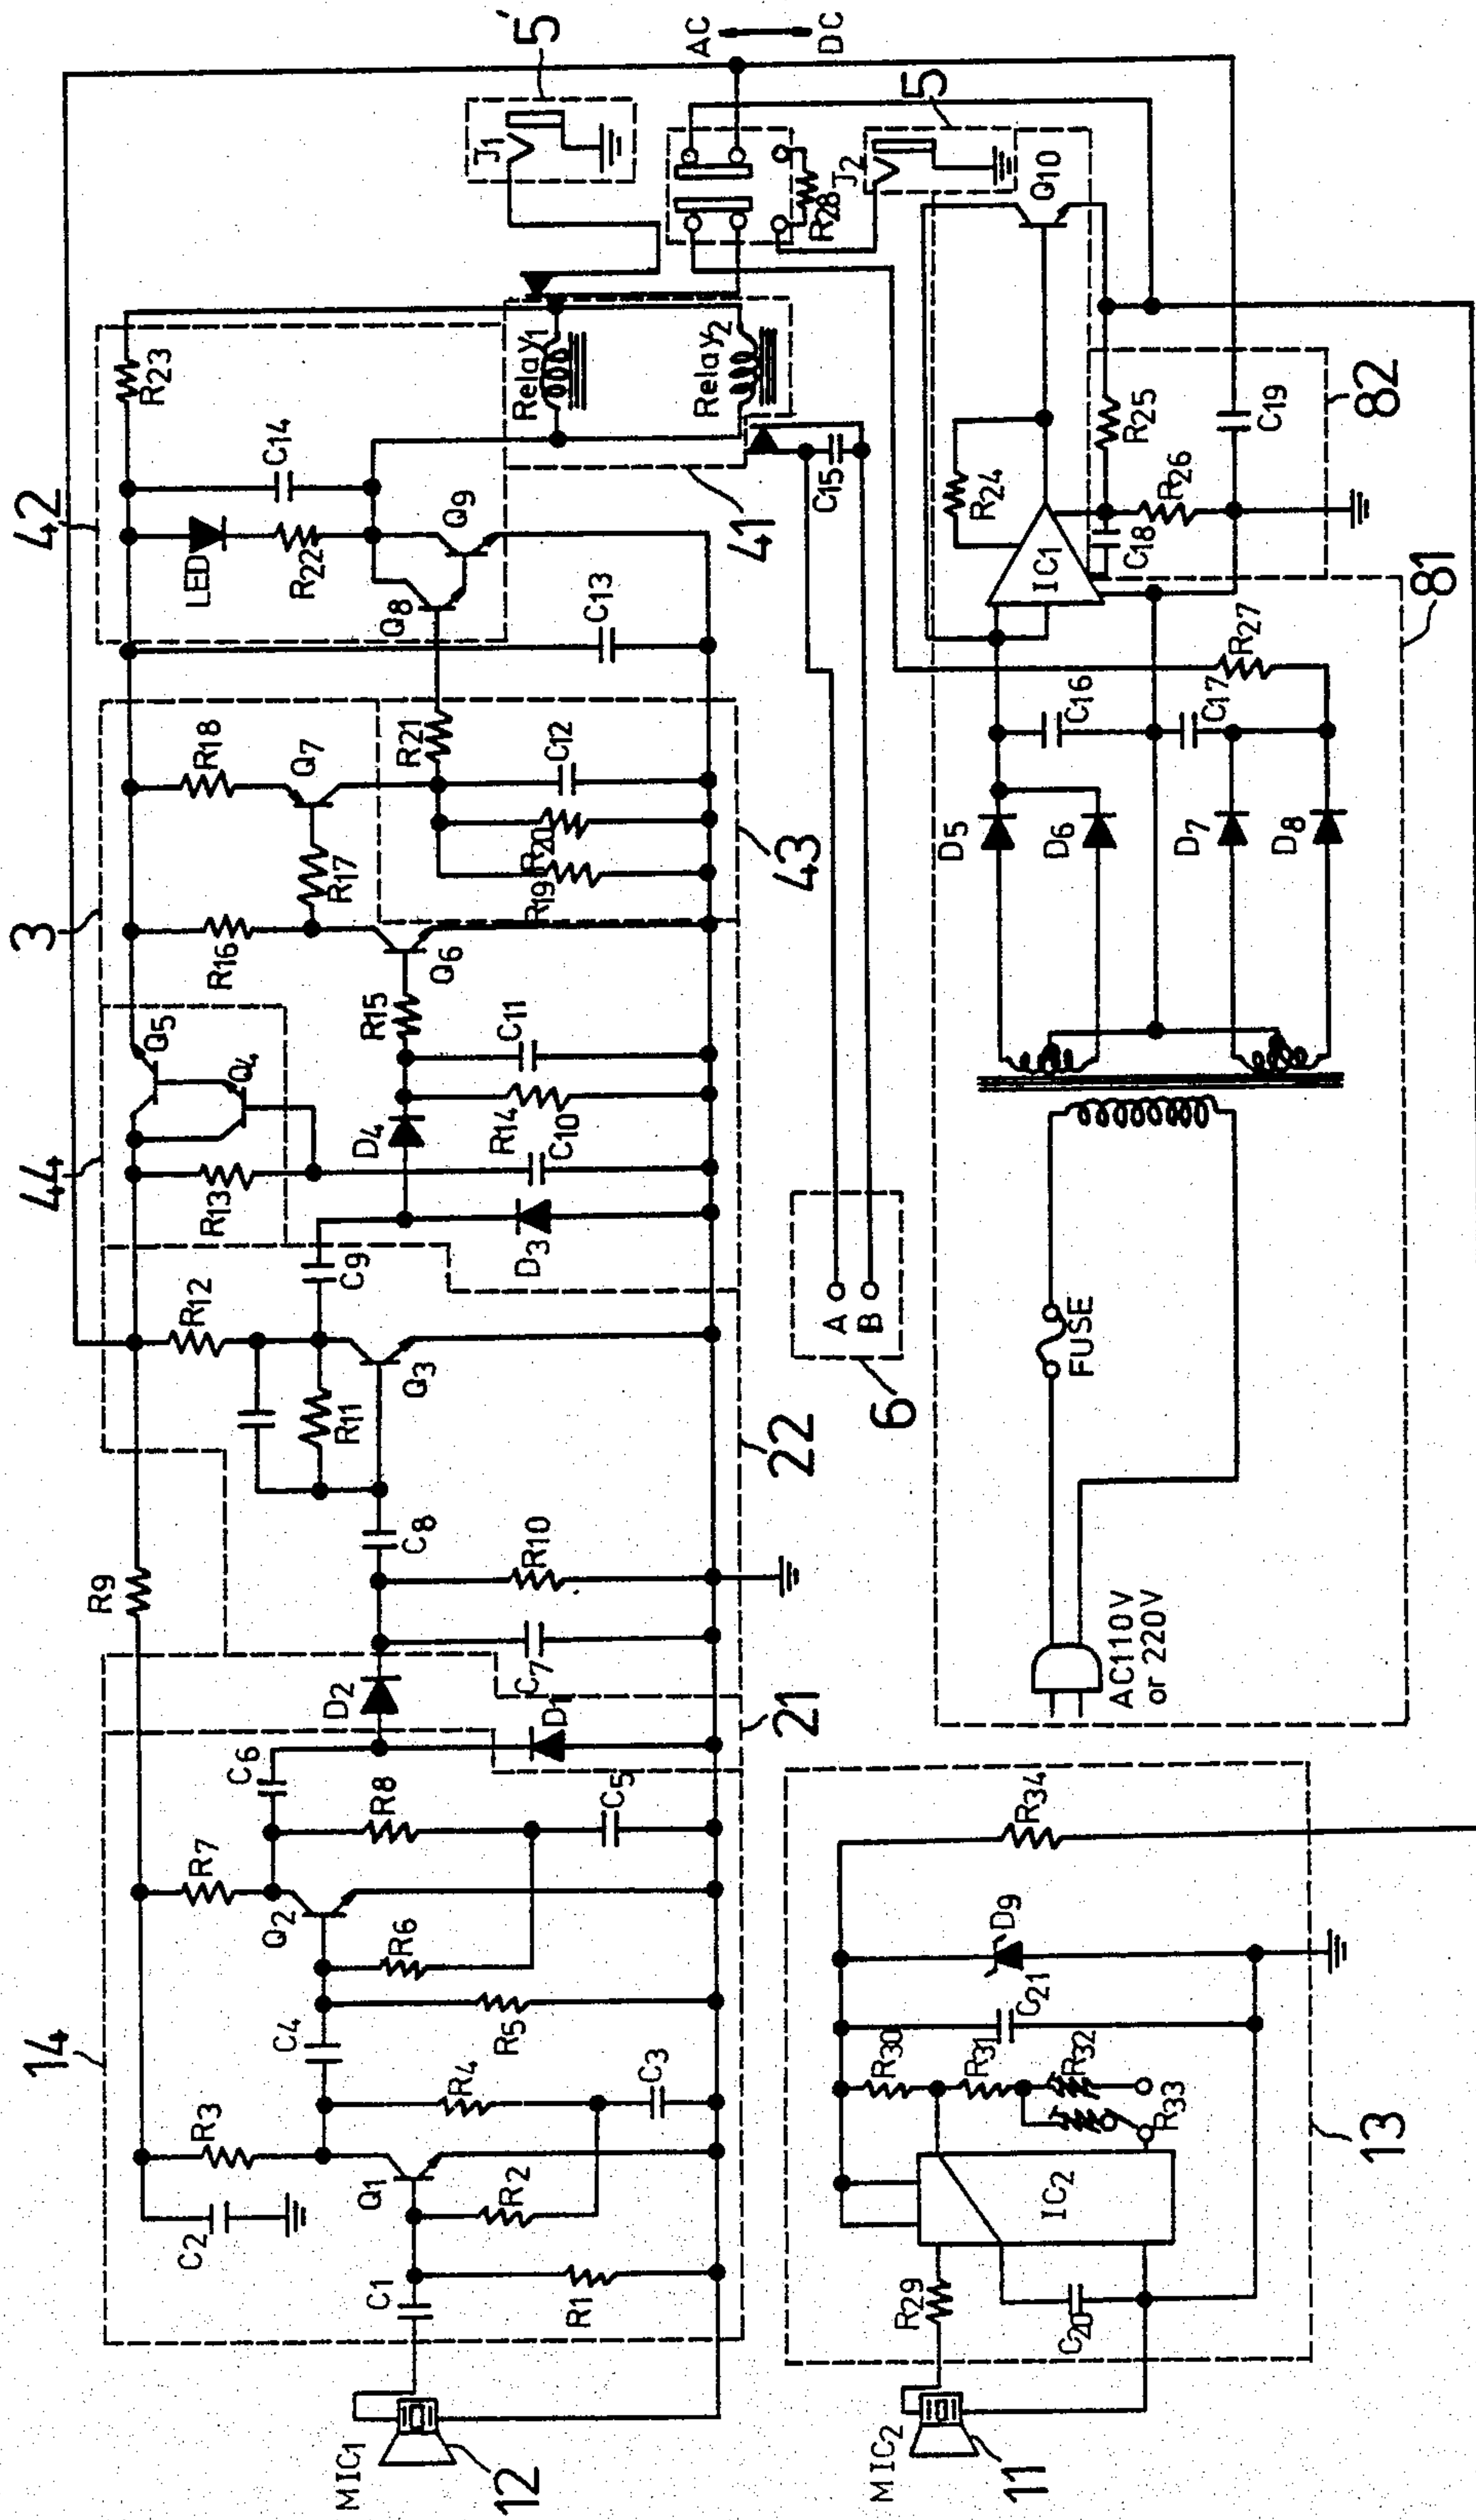 14
C2
R3
C4
R7
C6
R9
R12
44
R13
Q5
Q4
3
R16
R18
42
R23
C14
LED
R22
AC
DC
5'
J1
MIC1
12
C1
Q1
R2
R1
R4
C3
R5
Q2
R6
R8
C5
D2
D1
21
C7
C8
R10
R11
Q3
22
C9
D3
D4
R14
C10
C11
R15
Q6
R17
Q7
R19
R20
R21
C12
43
C13
Q8
Q9
Relay1
Relay2
41
C15
R28
J2
5
Q10
6
A
B
MIC2
11
R29
C20
IC2
R30
R31
R32
R33
C21
D9
R34
13
AC110V
or 220V
FUSE
D5
D6
D7
D8
C16
C17
R27
IC1
R24
C18
R25
R26
C19
82
81